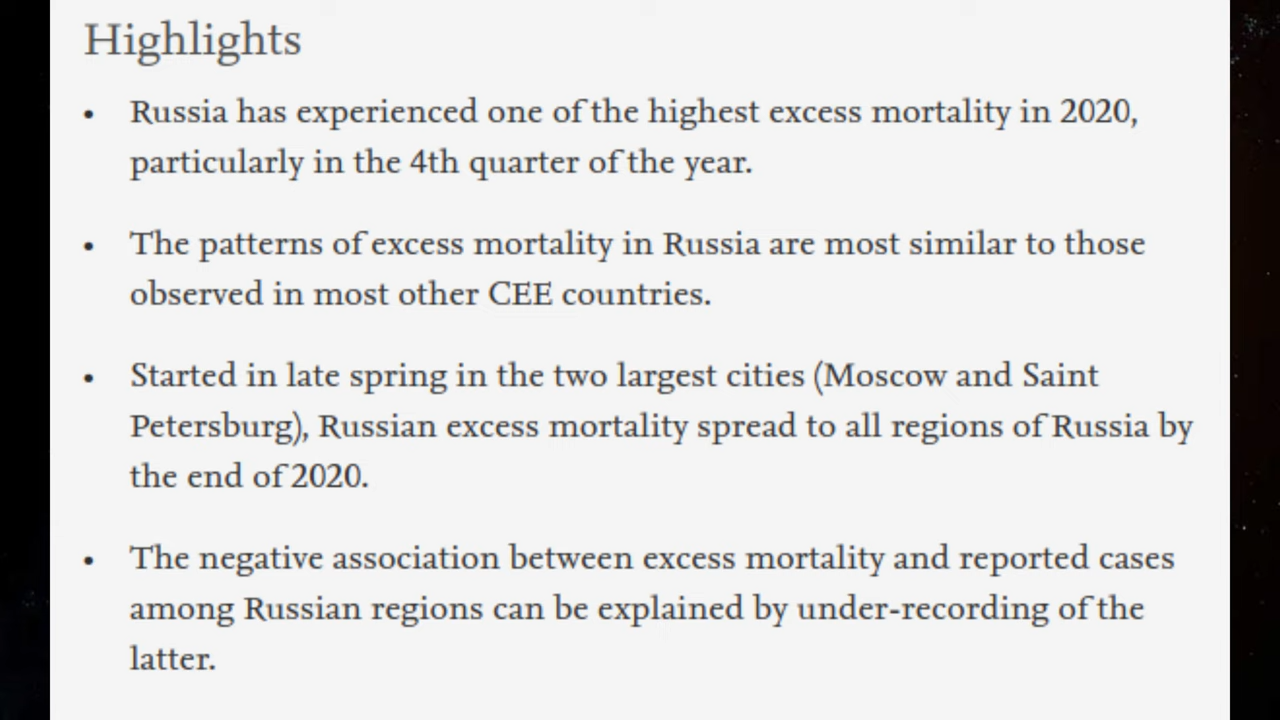 Highlights
• Russia has experienced one of the highest excess mortality in 2020,
particularly in the 4th quarter of the year.
• The patterns of excess mortality in Russia are most similar to those
observed in most other CEE countries.
• Started in late spring in the two largest cities (Moscow and Saint
Petersburg), Russian excess mortality spread to all regions of Russia by
the end of 2020.
• The negative association between excess mortality and reported cases
among Russian regions can be explained by under-recording of the
latter.